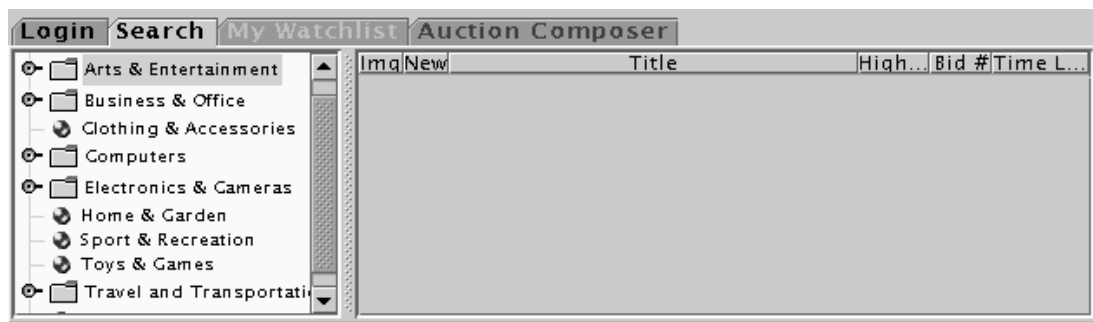 Login Search My Watchlist Auction Composer
Img New Title High... Bid # Time L...
Arts & Entertainment
Business & Office
Clothing & Accessories
Computers
Electronics & Cameras
Home & Garden
Sport & Recreation
Toys & Games
Travel and Transportati